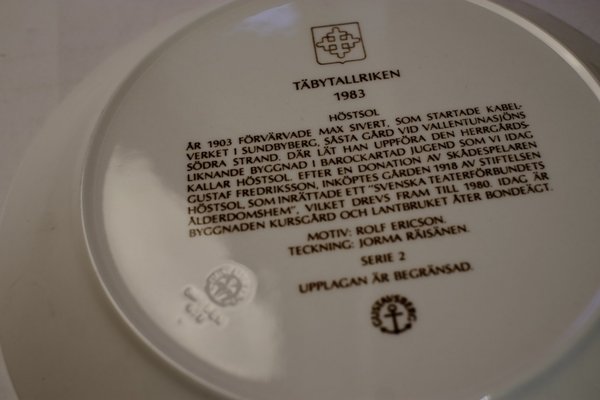 TÄBYTALLRIKEN
1983
HÖSTSOL
ÅR 1903 FÖRVÄRVADE MAX SIVERT, SOM STARTADE KABEL-
VERKET I SUNDBYBERG, SÅSTA GÅRD VID VALLENTUNASJÖNS
SÖDRA STRAND. DÄR LÄT HAN UPPFÖRA DEN HERRGÅRDS-
LIKNANDE BYGGNAD I BAROCKARTAD JUGEND SOM VI IDAG
KALLAR HÖSTSOL. EFTER EN DONATION AV SKÅDESPELAREN
GUSTAF FREDRIKSSON, INKÖPTES GÅRDEN 1918 AV STIFTELSEN
HÖSTSOL, SOM INRÄTTADE ETT "SVENSKA TEATERFÖRBUNDETS
ÅLDERDOMSHEM", VILKET DREVS FRAM TILL 1980. IDAG ÄR
BYGGNADEN KURSGÅRD OCH LANTBRUKET ÅTER BONDEÄGT.
MOTIV: ROLF ERICSON.
TECKNING: JORMA RÄISÄNEN.
SERIE 2
UPPLAGAN ÄR BEGRÄNSAD.
GUSTAVSBERG